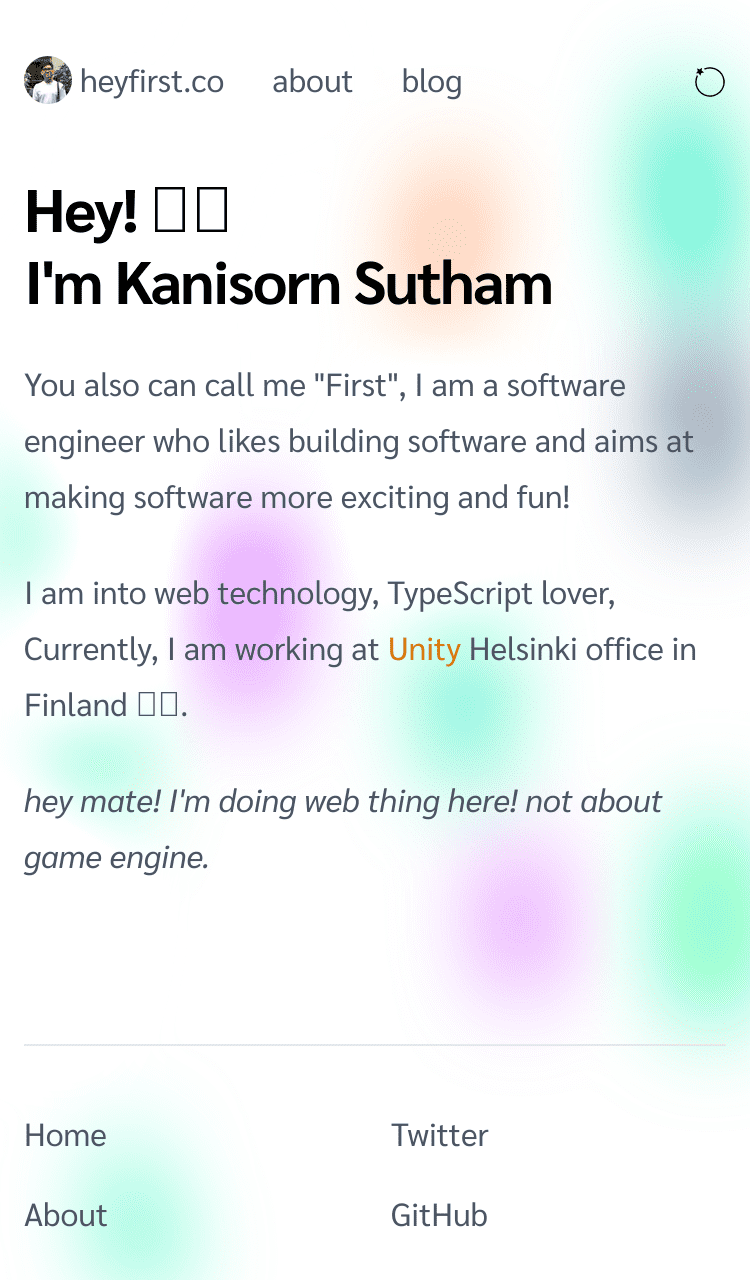 heyfirst.co about blog
Hey! 
I'm Kanisorn Sutham
You also can call me "First", I am a software
engineer who likes building software and aims at
making software more exciting and fun!
I am into web technology, TypeScript lover,
Currently, I am working at Unity Helsinki office in
Finland .
hey mate! I'm doing web thing here! not about
game engine.
Home Twitter
About GitHub